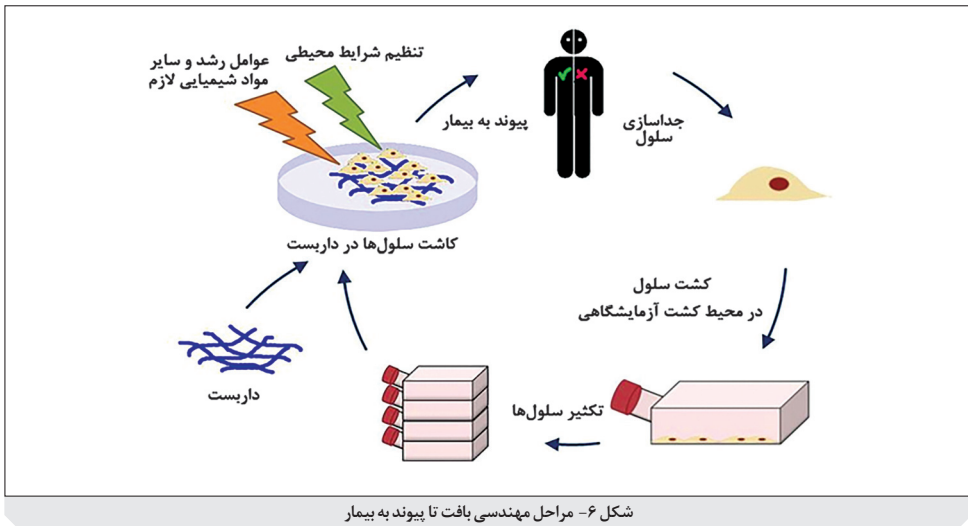 تنظیم شرایط محیطی
عوامل رشد و سایر
مواد شیمیایی لازم
پیوند به بیمار
جداسازی
سلول
کاشت سلول‌ها در داربست
کشت سلول
در محیط کشت آزمایشگاهی
داربست
تکثیر سلول‌ها
شکل ۶- مراحل مهندسی بافت تا پیوند به بیمار